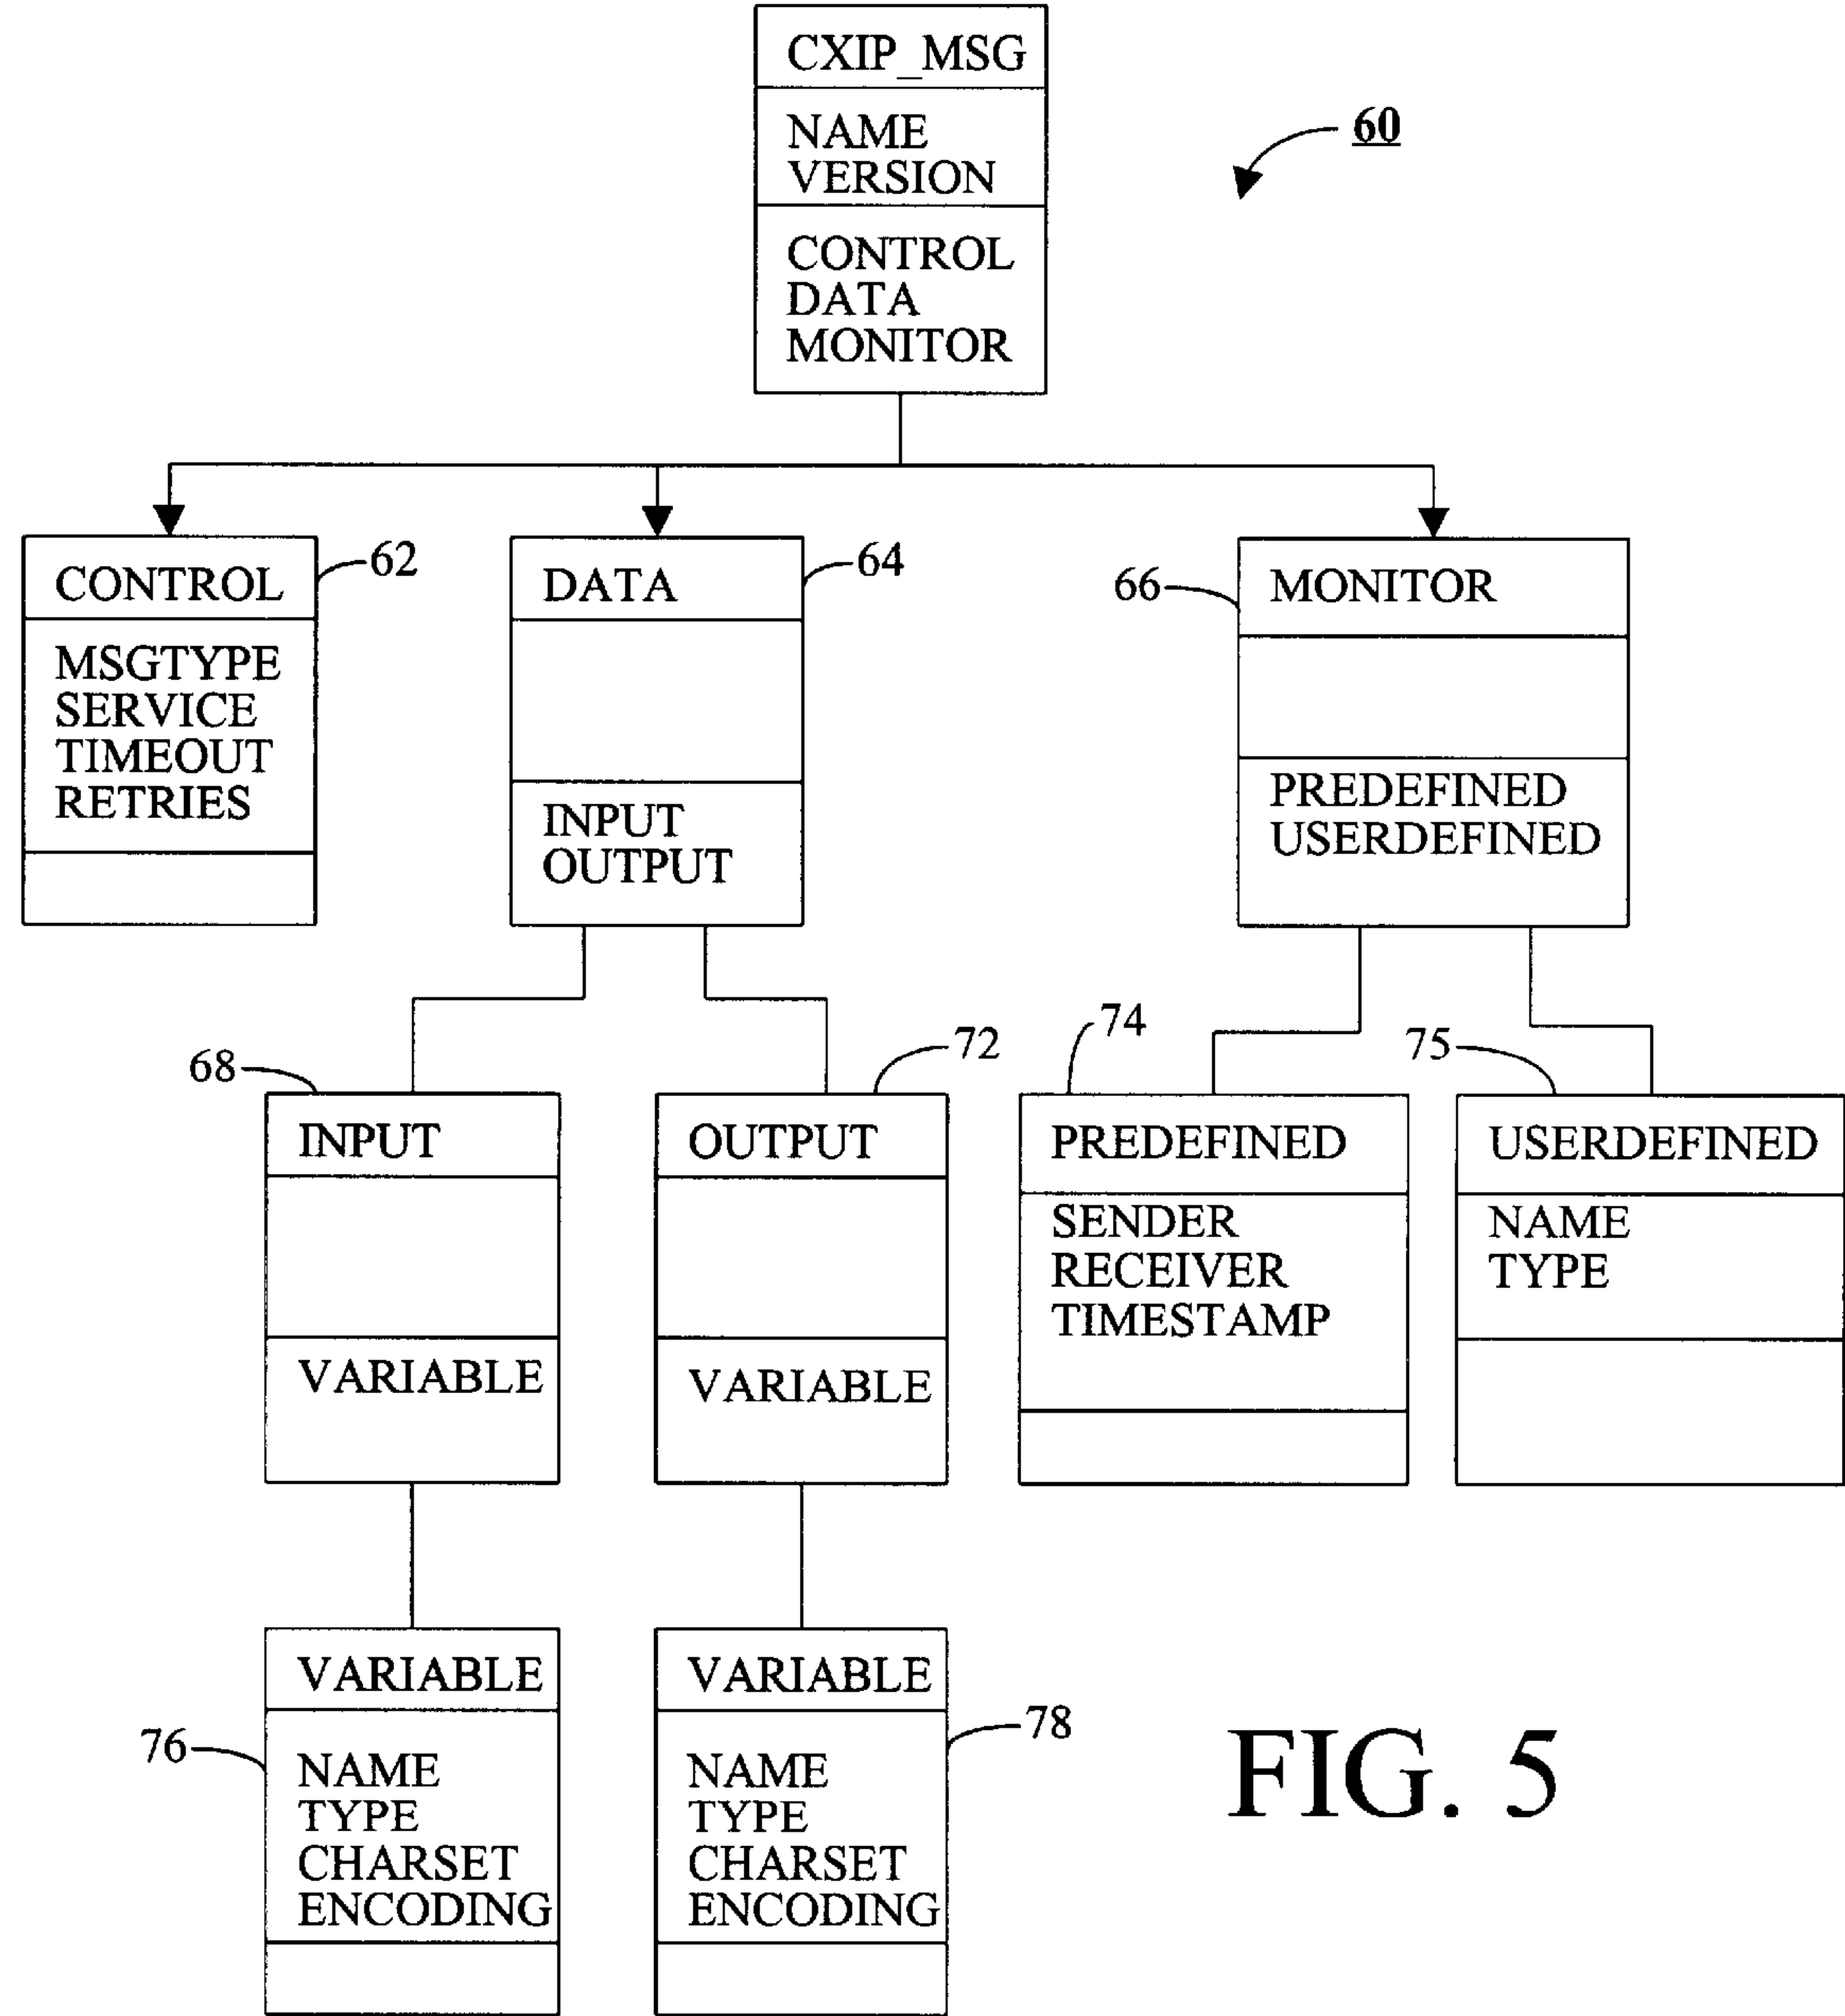 CXIP_MSG
NAME
VERSION
CONTROL
DATA
MONITOR
60
CONTROL
62
MSGTYPE
SERVICE
TIMEOUT
RETRIES
DATA
64
INPUT
OUTPUT
66
MONITOR
PREDEFINED
USERDEFINED
68
INPUT
VARIABLE
72
OUTPUT
VARIABLE
74
PREDEFINED
SENDER
RECEIVER
TIMESTAMP
75
USERDEFINED
NAME
TYPE
76
VARIABLE
NAME
TYPE
CHARSET
ENCODING
78
VARIABLE
NAME
TYPE
CHARSET
ENCODING
FIG. 5